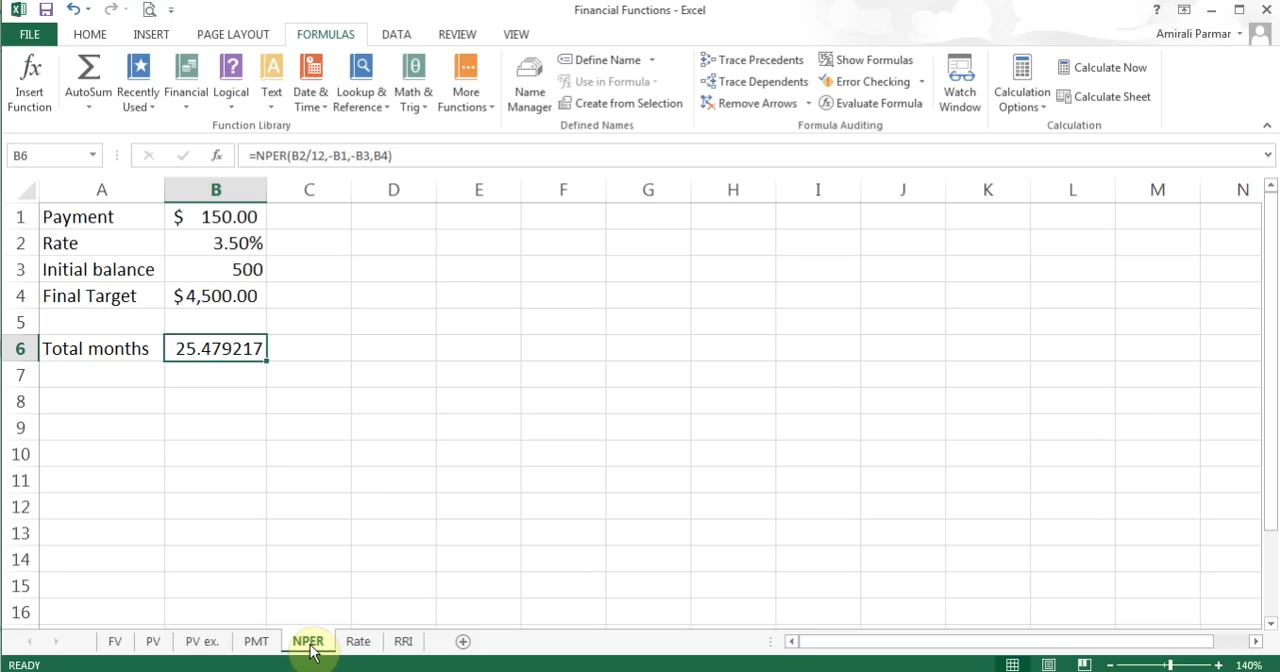 Financial Functions - Excel
?
FILE HOME INSERT PAGE LAYOUT FORMULAS DATA REVIEW VIEW Amirali Parmar
Insert Function
AutoSum
Recently Used
Financial
Logical
Text
Date & Time
Lookup & Reference
Math & Trig
More Functions
Function Library
Name Manager
Define Name
Use in Formula
Create from Selection
Defined Names
Trace Precedents
Trace Dependents
Remove Arrows
Show Formulas
Error Checking
Evaluate Formula
Formula Auditing
Watch Window
Calculation Options
Calculate Now
Calculate Sheet
Calculation
B6 fx =NPER(B2/12,-B1,-B3,B4)
A B C D E F G H I J K L M N
1 Payment $ 150.00
2 Rate 3.50%
3 Initial balance 500
4 Final Target $4,500.00
5
6 Total months 25.479217
7
8
9
10
11
12
13
14
15
16
FV PV PV ex. PMT NPER Rate RRI
READY 140%